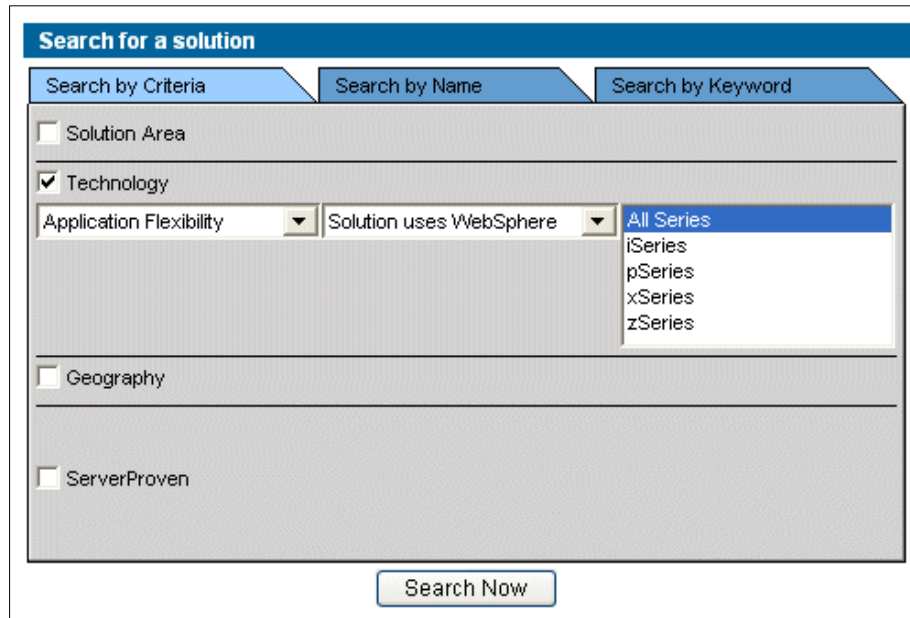 Search for a solution
Search by Criteria
Search by Name
Search by Keyword
Solution Area
Technology
Application Flexibility
Solution uses WebSphere
All Series
iSeries
pSeries
xSeries
zSeries
Geography
ServerProven
Search Now